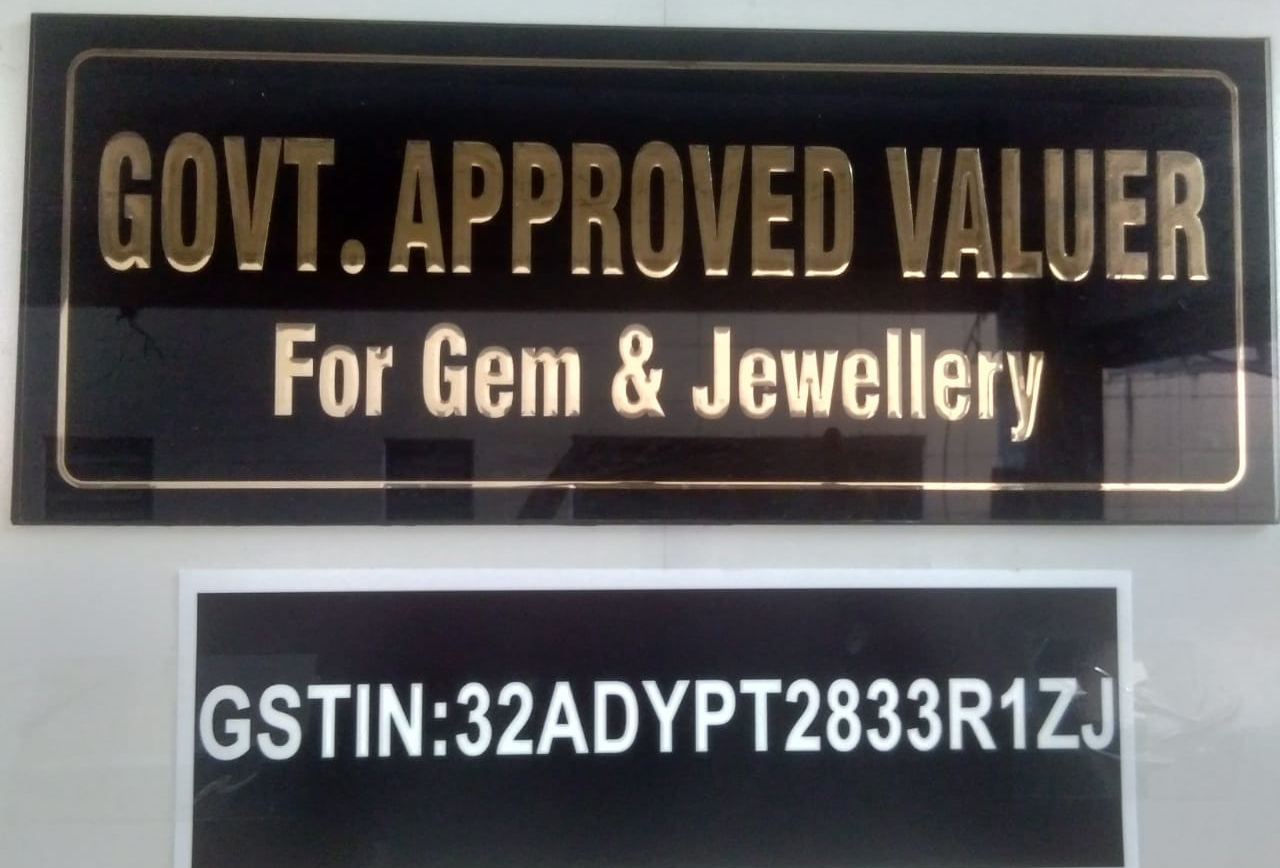 GOVT. APPROVED VALUER
For Gem & Jewellery
GSTIN:32ADYPT2833R1ZJ